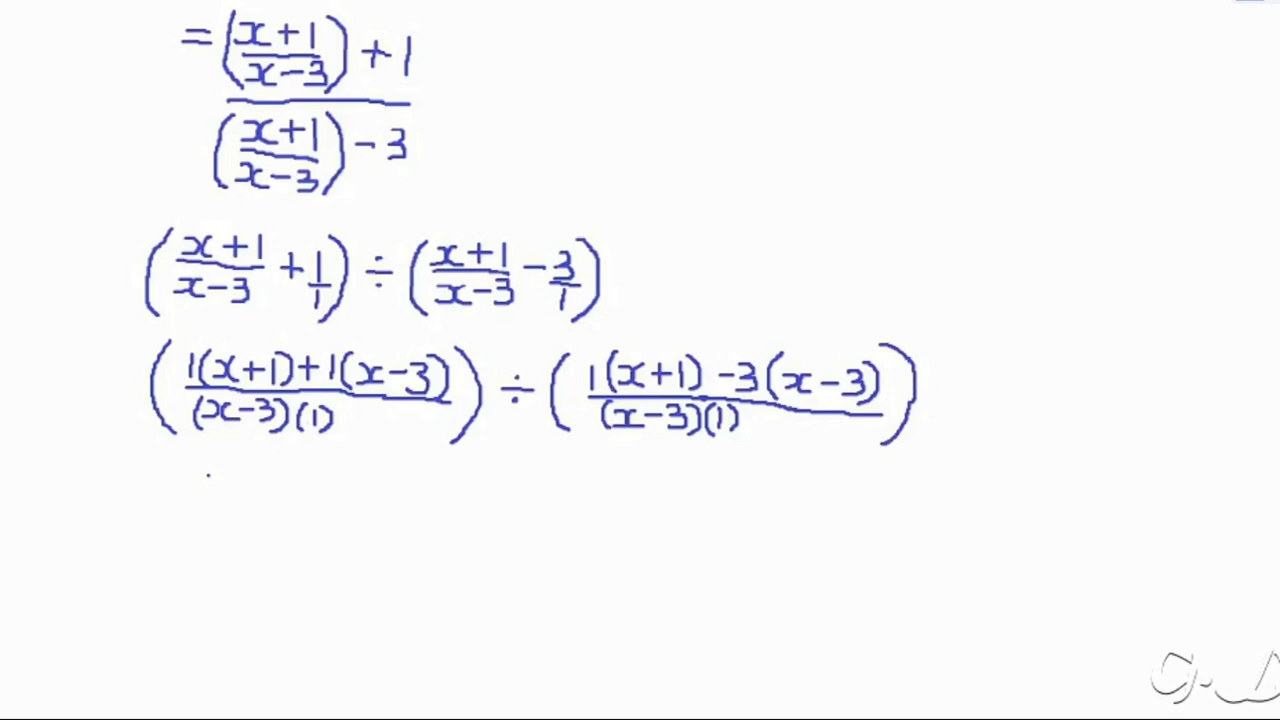 = ((x+1)/(x-3)) + 1
((x+1)/(x-3)) - 3
((x+1)/(x-3) + 1/1) ÷ ((x+1)/(x-3) - 3/1)
((1(x+1)+1(x-3))/((x-3)(1))) ÷ ((1(x+1) -3(x-3))/((x-3)(1)))